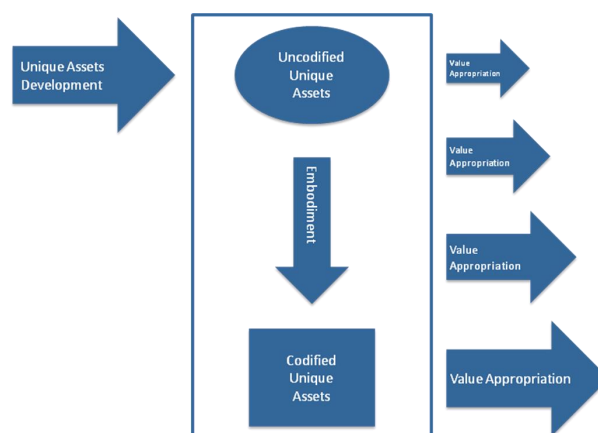 Unique Assets
Development
Uncodified
Unique
Assets
Embodiment
Codified
Unique
Assets
Value
Appropriation
Value
Appropriation
Value
Appropriation
Value Appropriation